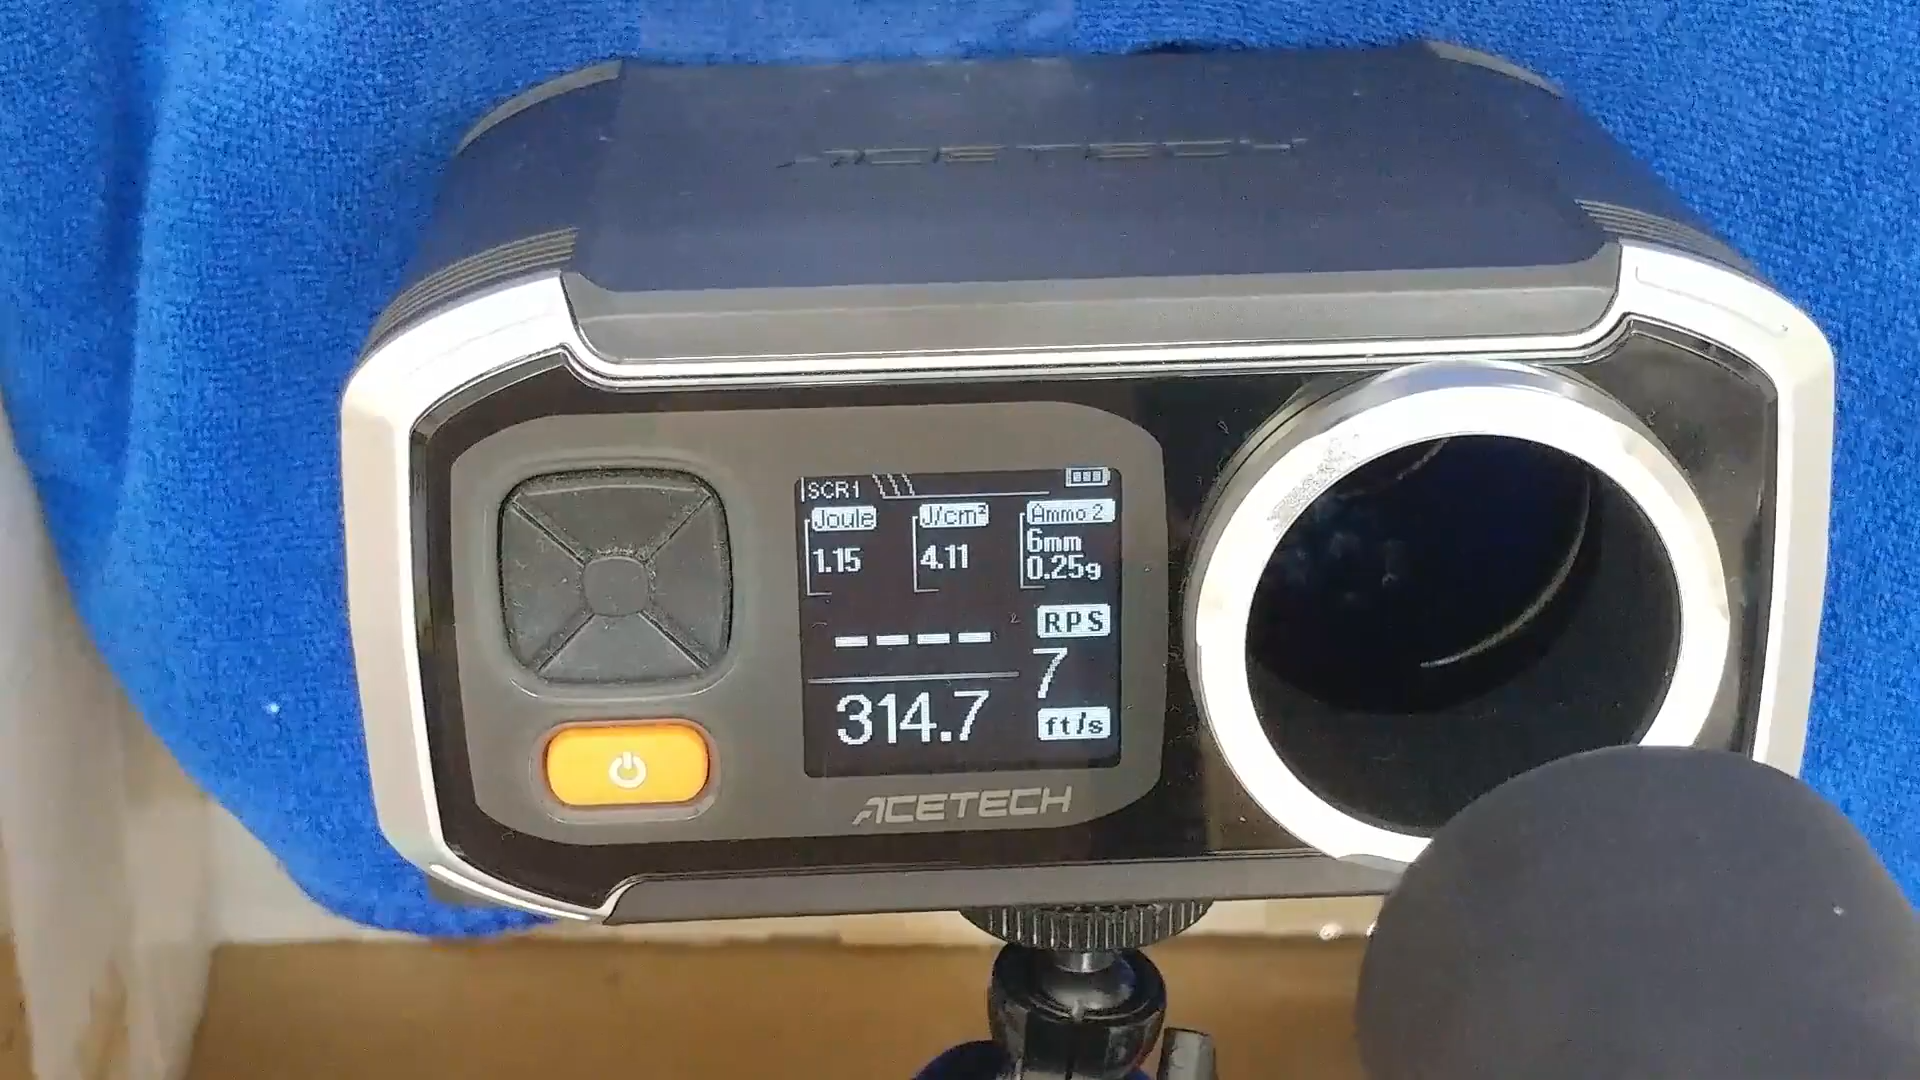 ACETECH
SCR1
Joule J/cm² Ammo 2
1.15 4.11 6mm
0.25g
---- RPS
7
314.7 ft/s
ACETECH